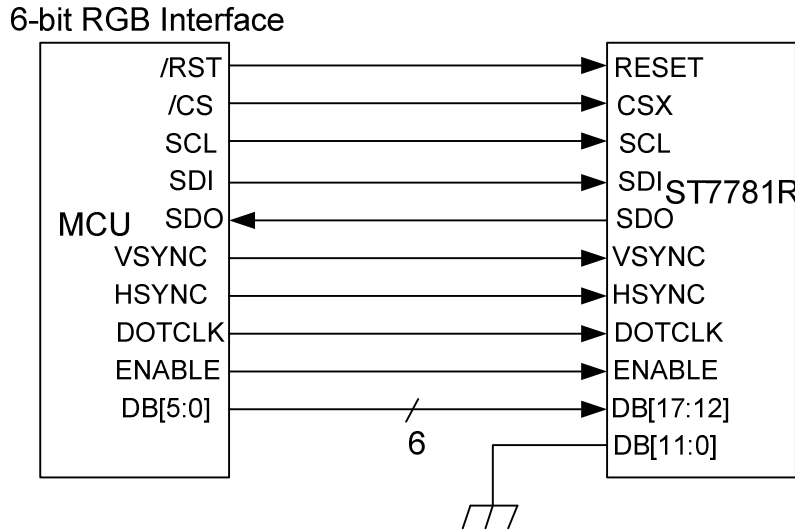 6-bit RGB Interface
/RST RESET
/CS CSX
SCL SCL
SDI SDI
ST7781R
MCU
SDO SDO
VSYNC VSYNC
HSYNC HSYNC
DOTCLK DOTCLK
ENABLE ENABLE
DB[5:0] DB[17:12]
6
DB[11:0]